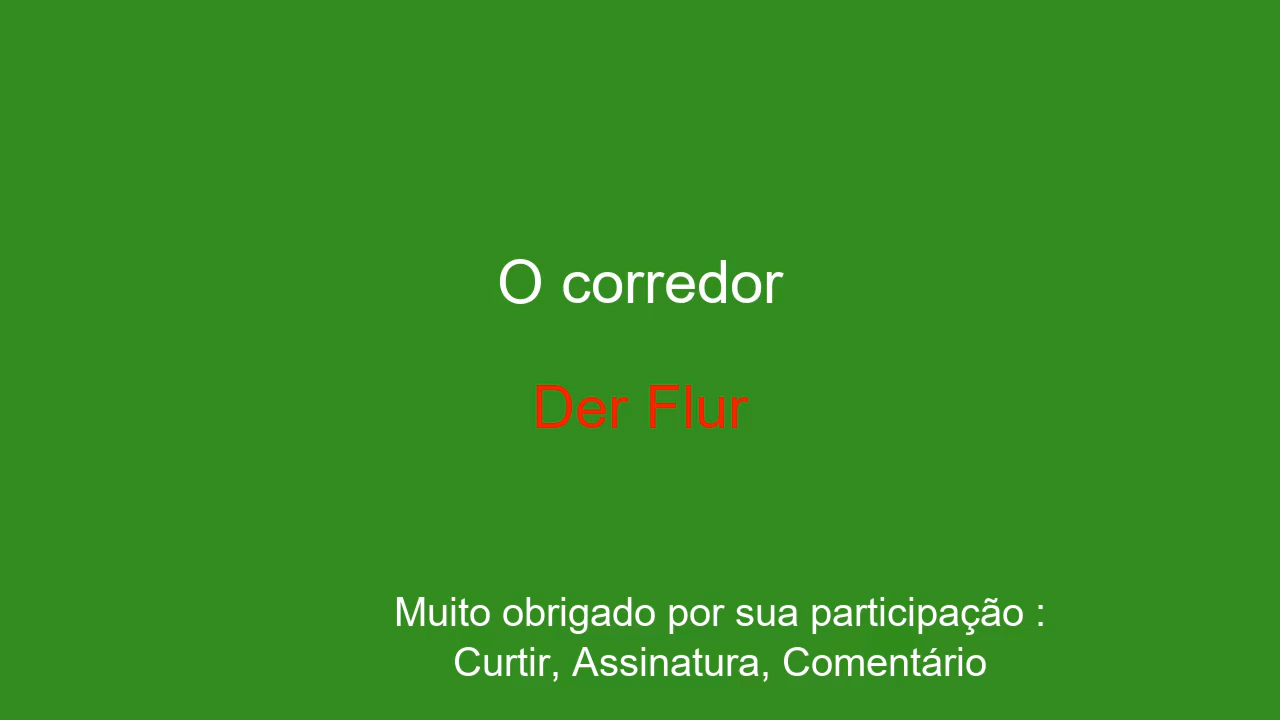 O corredor
Der Flur
Muito obrigado por sua participação :
Curtir, Assinatura, Comentário